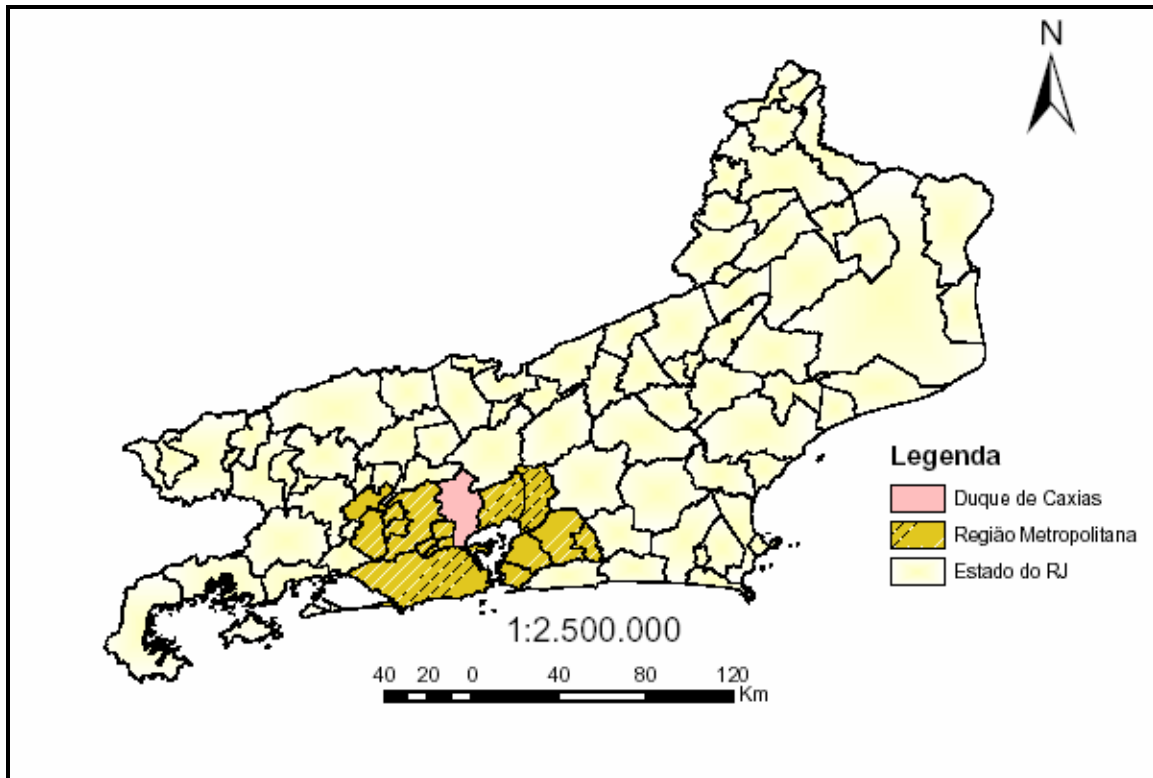 N
Legenda
Duque de Caxias
Região Metropolitana
Estado do RJ
1:2.500.000
40 20 0 40 80 120
Km